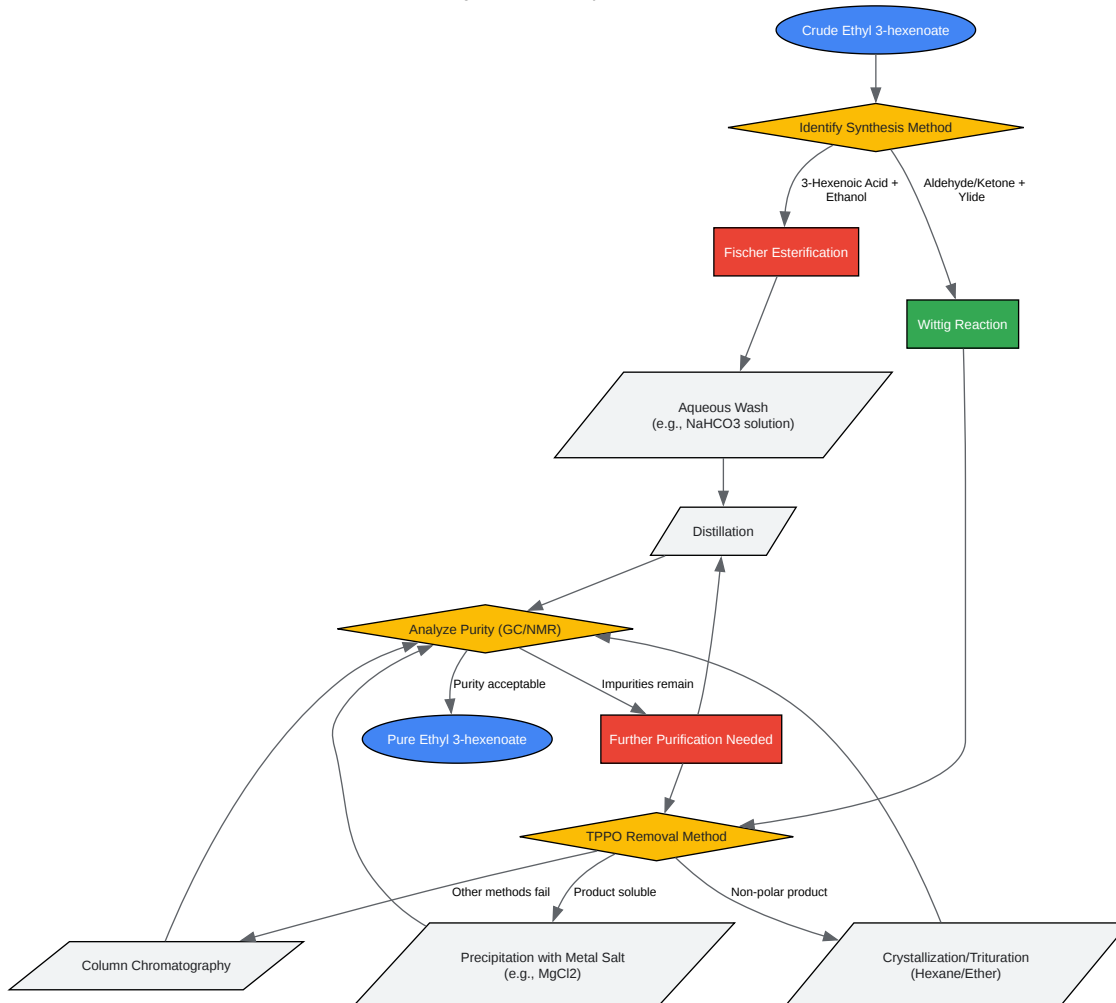 Crude Ethyl 3-hexenoate
Identify Synthesis Method
3-Hexenoic Acid +
Ethanol
Aldehyde/Ketone +
Ylide
Fischer Esterification
Wittig Reaction
Aqueous Wash
(e.g., NaHCO3 solution)
Distillation
Analyze Purity (GC/NMR)
Purity acceptable
Impurities remain
Pure Ethyl 3-hexenoate
Further Purification Needed
TPPO Removal Method
Other methods fail
Product soluble
Non-polar product
Column Chromatography
Precipitation with Metal Salt
(e.g., MgCl2)
Crystallization/Trituration
(Hexane/Ether)